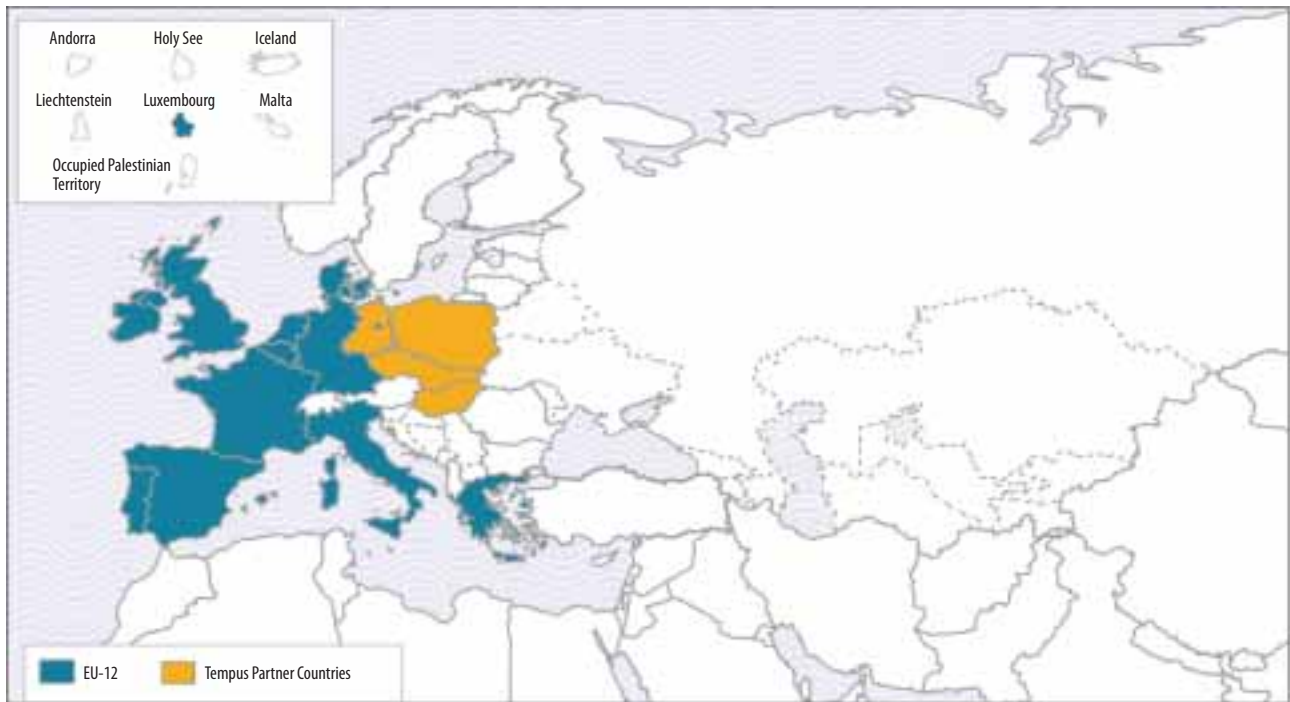 Andorra Holy See Iceland
Liechtenstein Luxembourg Malta
Occupied Palestinian
Territory
EU-12 Tempus Partner Countries